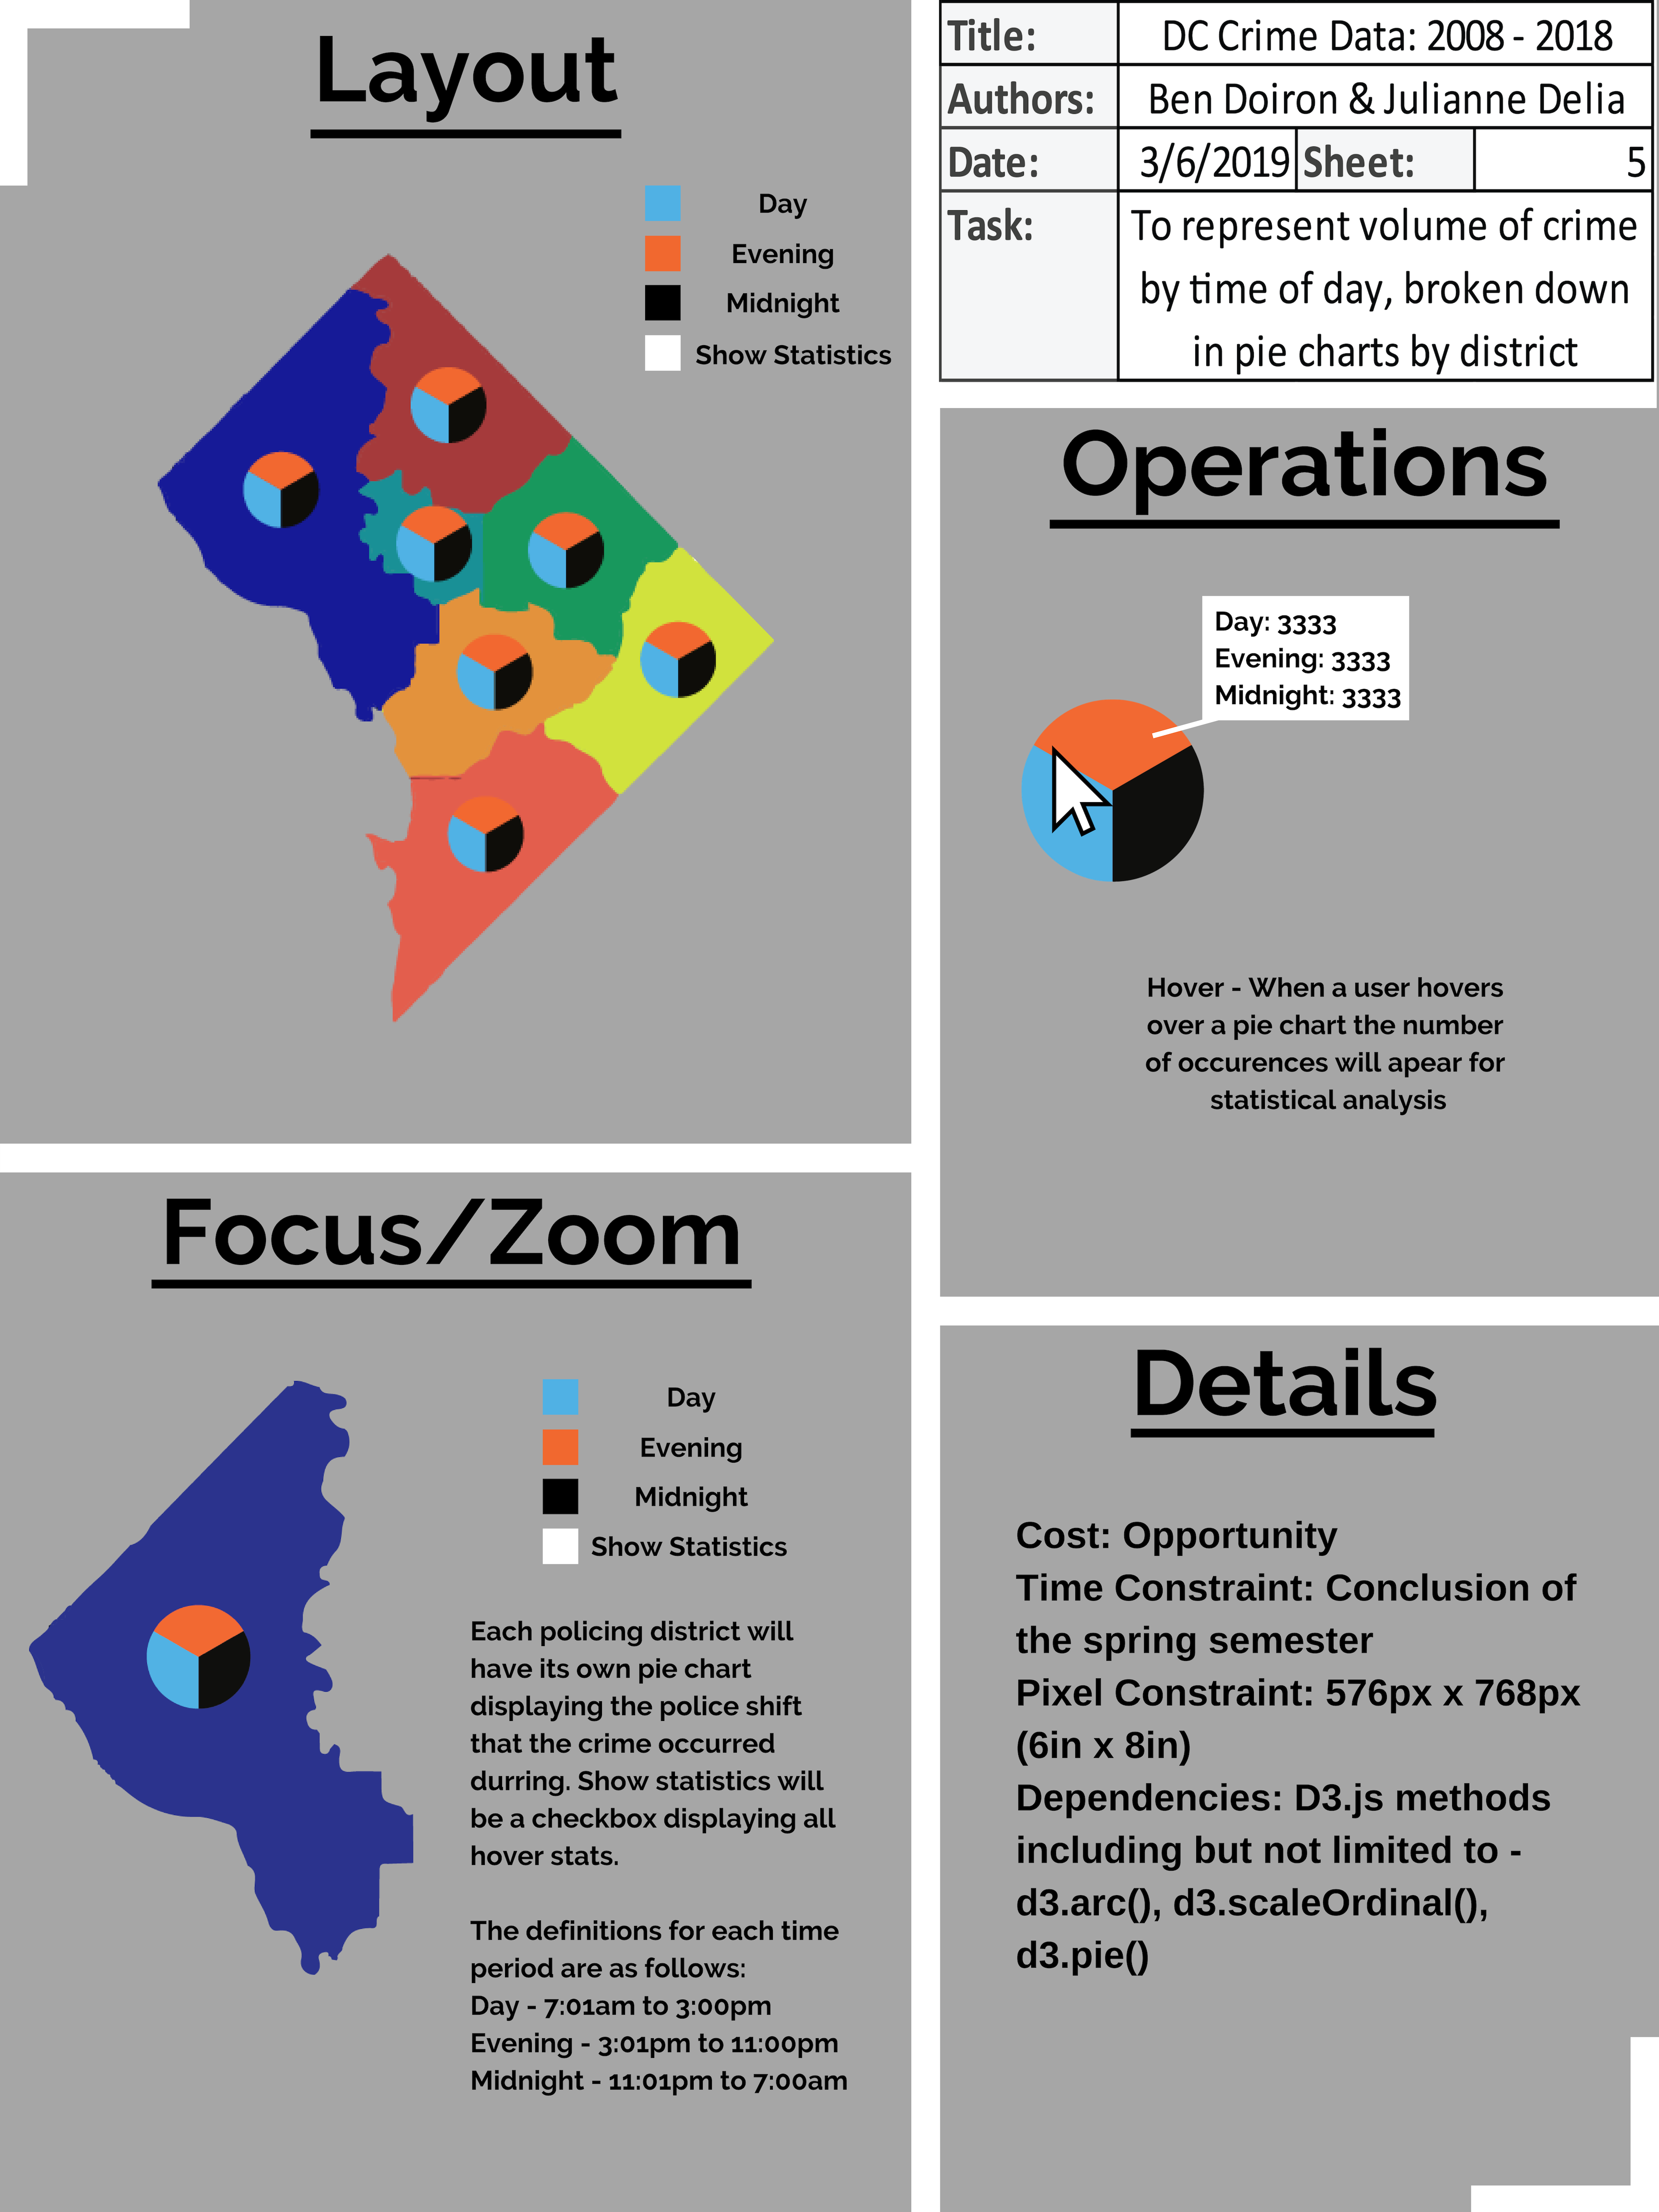 Layout
Day
Evening
Midnight
Show Statistics
Title: DC Crime Data: 2008 - 2018
Authors: Ben Doiron & Julianne Delia
Date: 3/6/2019 Sheet: 5
Task: To represent volume of crime
by time of day, broken down
in pie charts by district
Operations
Day: 3333
Evening: 3333
Midnight: 3333
Hover - When a user hovers
over a pie chart the number
of occurences will apear for
statistical analysis
Focus/Zoom
Day
Evening
Midnight
Show Statistics
Each policing district will
have its own pie chart
displaying the police shift
that the crime occurred
durring. Show statistics will
be a checkbox displaying all
hover stats.
The definitions for each time
period are as follows:
Day - 7:01am to 3:00pm
Evening - 3:01pm to 11:00pm
Midnight - 11:01pm to 7:00am
Details
Cost: Opportunity
Time Constraint: Conclusion of
the spring semester
Pixel Constraint: 576px x 768px
(6in x 8in)
Dependencies: D3.js methods
including but not limited to -
d3.arc(), d3.scaleOrdinal(),
d3.pie()